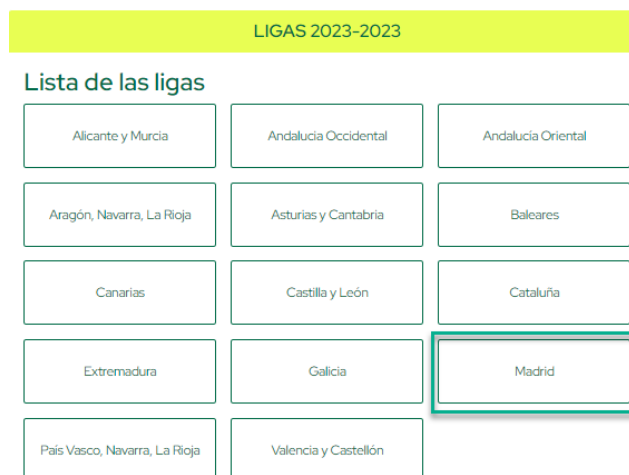 LIGAS 2023-2023
Lista de las ligas
Alicante y Murcia
Andalucia Occidental
Andalucia Oriental
Aragón, Navarra, La Rioja
Asturias y Cantabria
Baleares
Canarias
Castilla y León
Cataluña
Extremadura
Galicia
Madrid
País Vasco, Navarra, La Rioja
Valencia y Castellón